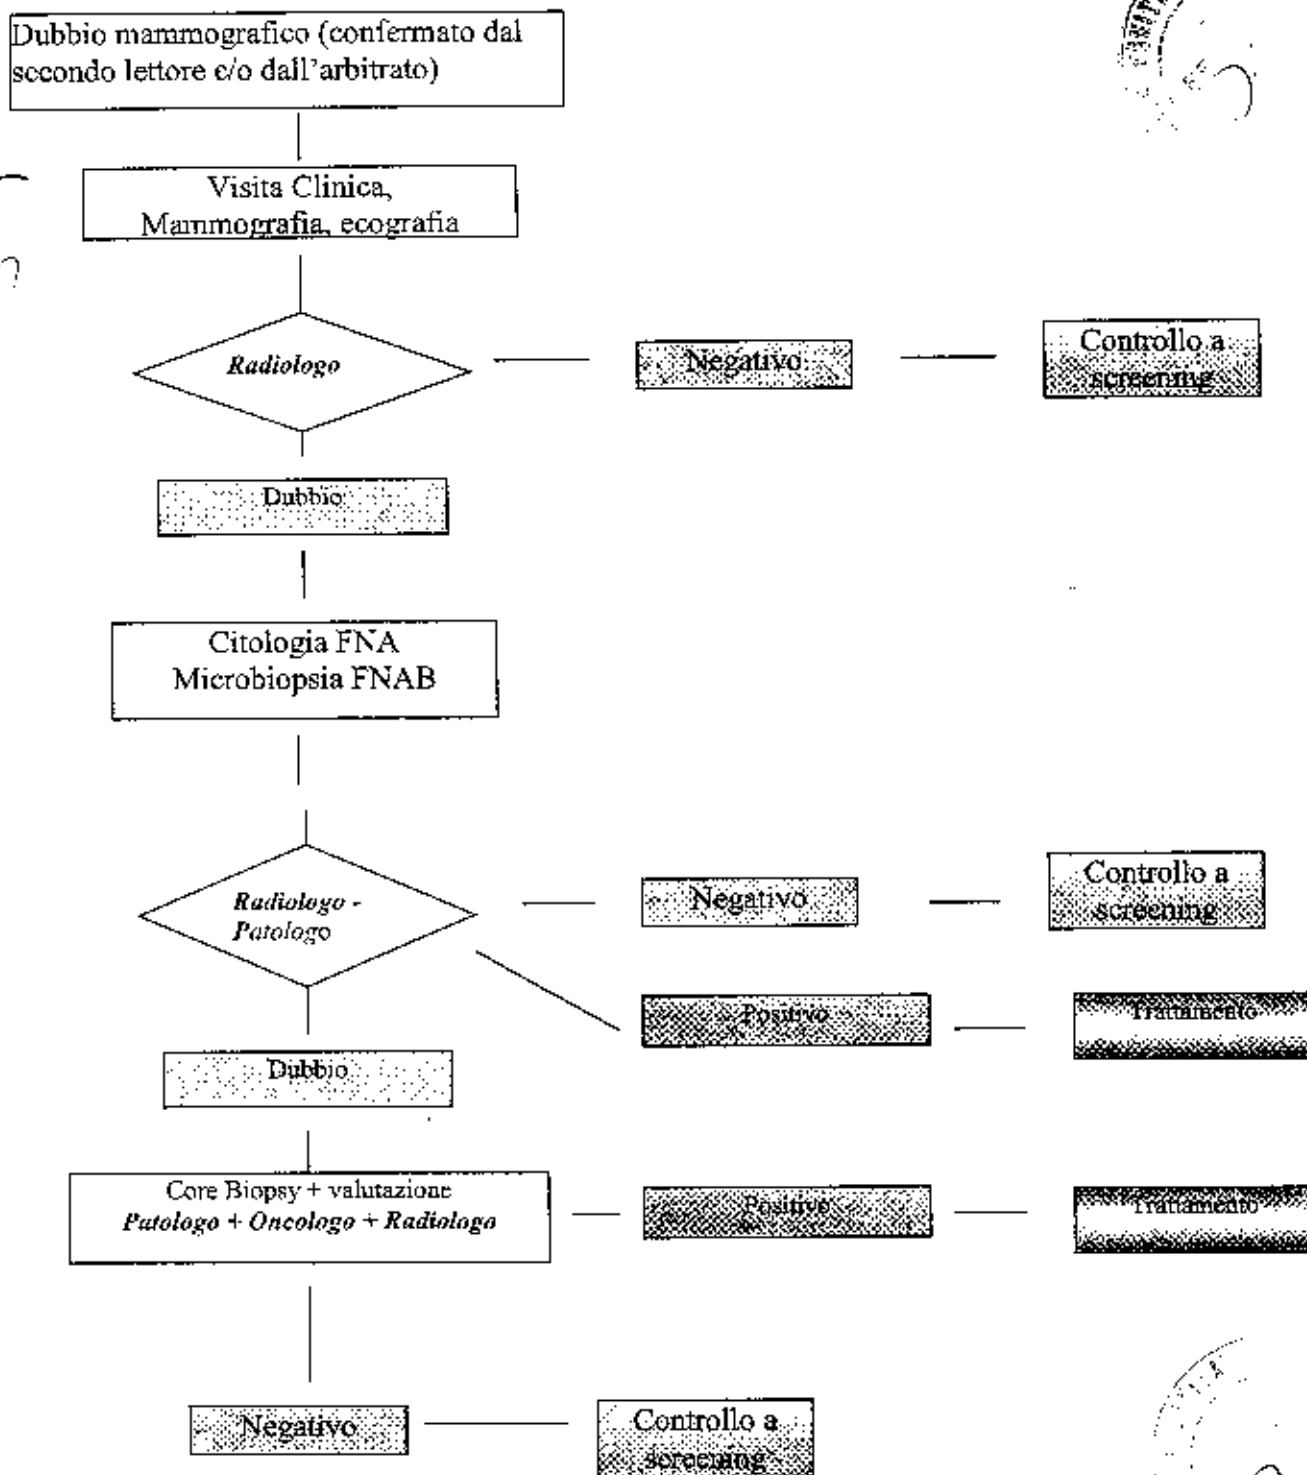 Dubbio mammografico (confermato dal
secondo lettore e/o dall'arbitrato)
Visita Clinica,
Mammografia, ecografia
Radiologo
Negativo
Controllo a
screening
Dubbio
Citologia FNA
Microbiopsia FNAB
Radiologo -
Patologo
Negativo
Controllo a
screening
Positivo
Trattamento
Dubbio
Core Biopsy + valutazione
Patologo + Oncologo + Radiologo
Positivo
Trattamento
Negativo
Controllo a
screening